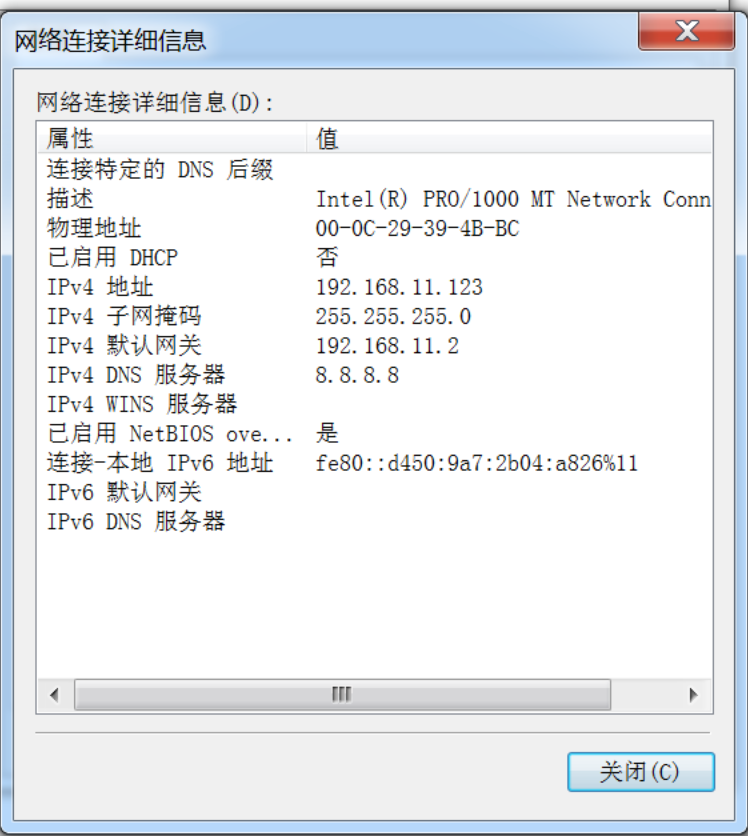 网络连接详细信息
网络连接详细信息(D):
属性 值
连接特定的 DNS 后缀
描述 Intel(R) PRO/1000 MT Network Conn
物理地址 00-0C-29-39-4B-BC
已启用 DHCP 否
IPv4 地址 192.168.11.123
IPv4 子网掩码 255.255.255.0
IPv4 默认网关 192.168.11.2
IPv4 DNS 服务器 8.8.8.8
IPv4 WINS 服务器
已启用 NetBIOS ove... 是
连接-本地 IPv6 地址 fe80::d450:9a7:2b04:a826%11
IPv6 默认网关
IPv6 DNS 服务器
关闭(C)